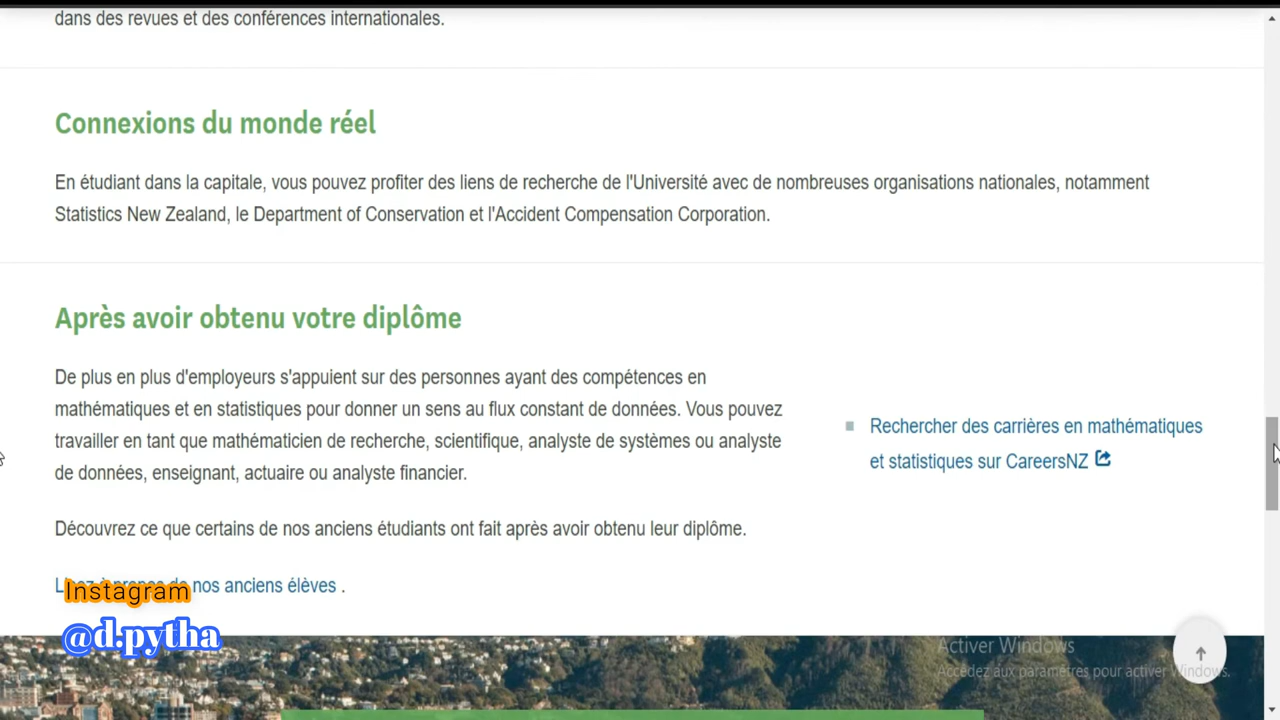 dans des revues et des conférences internationales.
Connexions du monde réel
En étudiant dans la capitale, vous pouvez profiter des liens de recherche de l'Université avec de nombreuses organisations nationales, notamment
Statistics New Zealand, le Department of Conservation et l'Accident Compensation Corporation.
Après avoir obtenu votre diplôme
De plus en plus d'employeurs s'appuient sur des personnes ayant des compétences en
mathématiques et en statistiques pour donner un sens au flux constant de données. Vous pouvez
travailler en tant que mathématicien de recherche, scientifique, analyste de systèmes ou analyste
de données, enseignant, actuaire ou analyste financier.
Rechercher des carrières en mathématiques
et statistiques sur CareersNZ
Découvrez ce que certains de nos anciens étudiants ont fait après avoir obtenu leur diplôme.
nos anciens élèves .
Instagram
@d.pytha
Activer Windows
Accédez aux paramètres pour activer Windows.